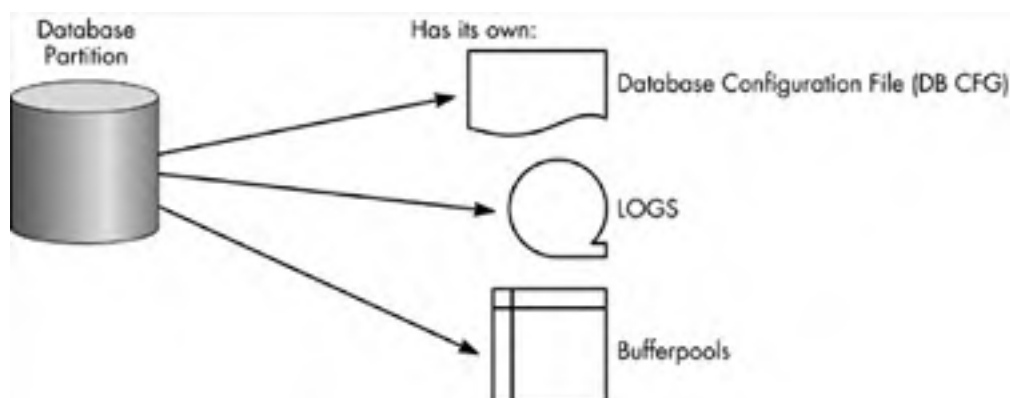 Database
Partition
Has its own:
Database Configuration File (DB CFG)
LOGS
Bufferpools